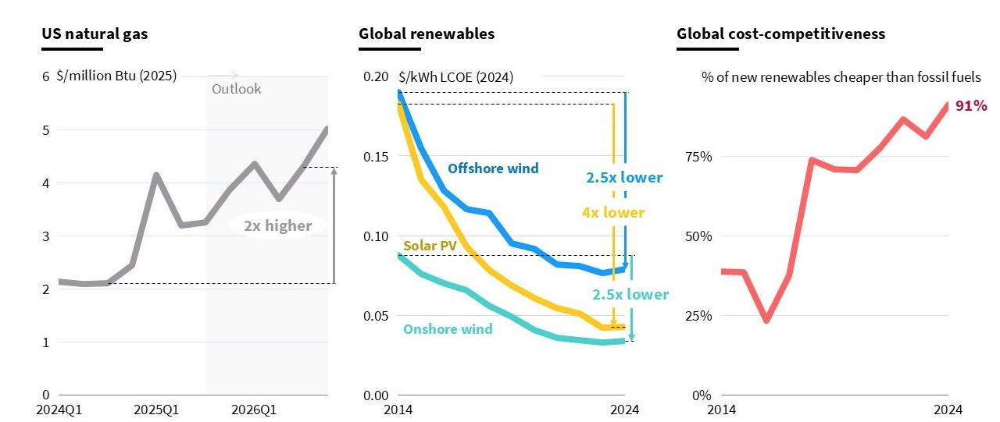 US natural gas
6 $/million Btu (2025)
Outlook
5
4
2x higher
3
2
1
0
2024Q1 2025Q1 2026Q1
Global renewables
0.20 $/kWh LCOE (2024)
0.15
Offshore wind
2.5x lower
4x lower
0.10
Solar PV
2.5x lower
0.05
Onshore wind
0.00
2014 2024
Global cost-competitiveness
% of new renewables cheaper than fossil fuels
91%
75%
50%
25%
0%
2014 2024